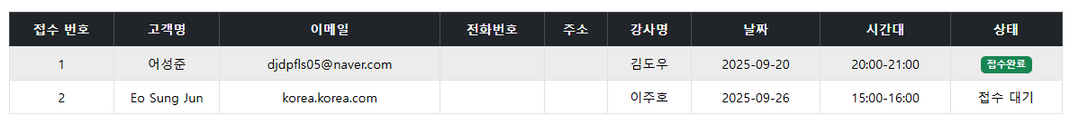 접수 번호 고객명 이메일 전화번호 주소 강사명 날짜 시간대 상태
1 어성준 djdpfls05@naver.com 김도우 2025-09-20 20:00-21:00 접수완료
2 Eo Sung Jun korea.korea.com 이주호 2025-09-26 15:00-16:00 접수 대기